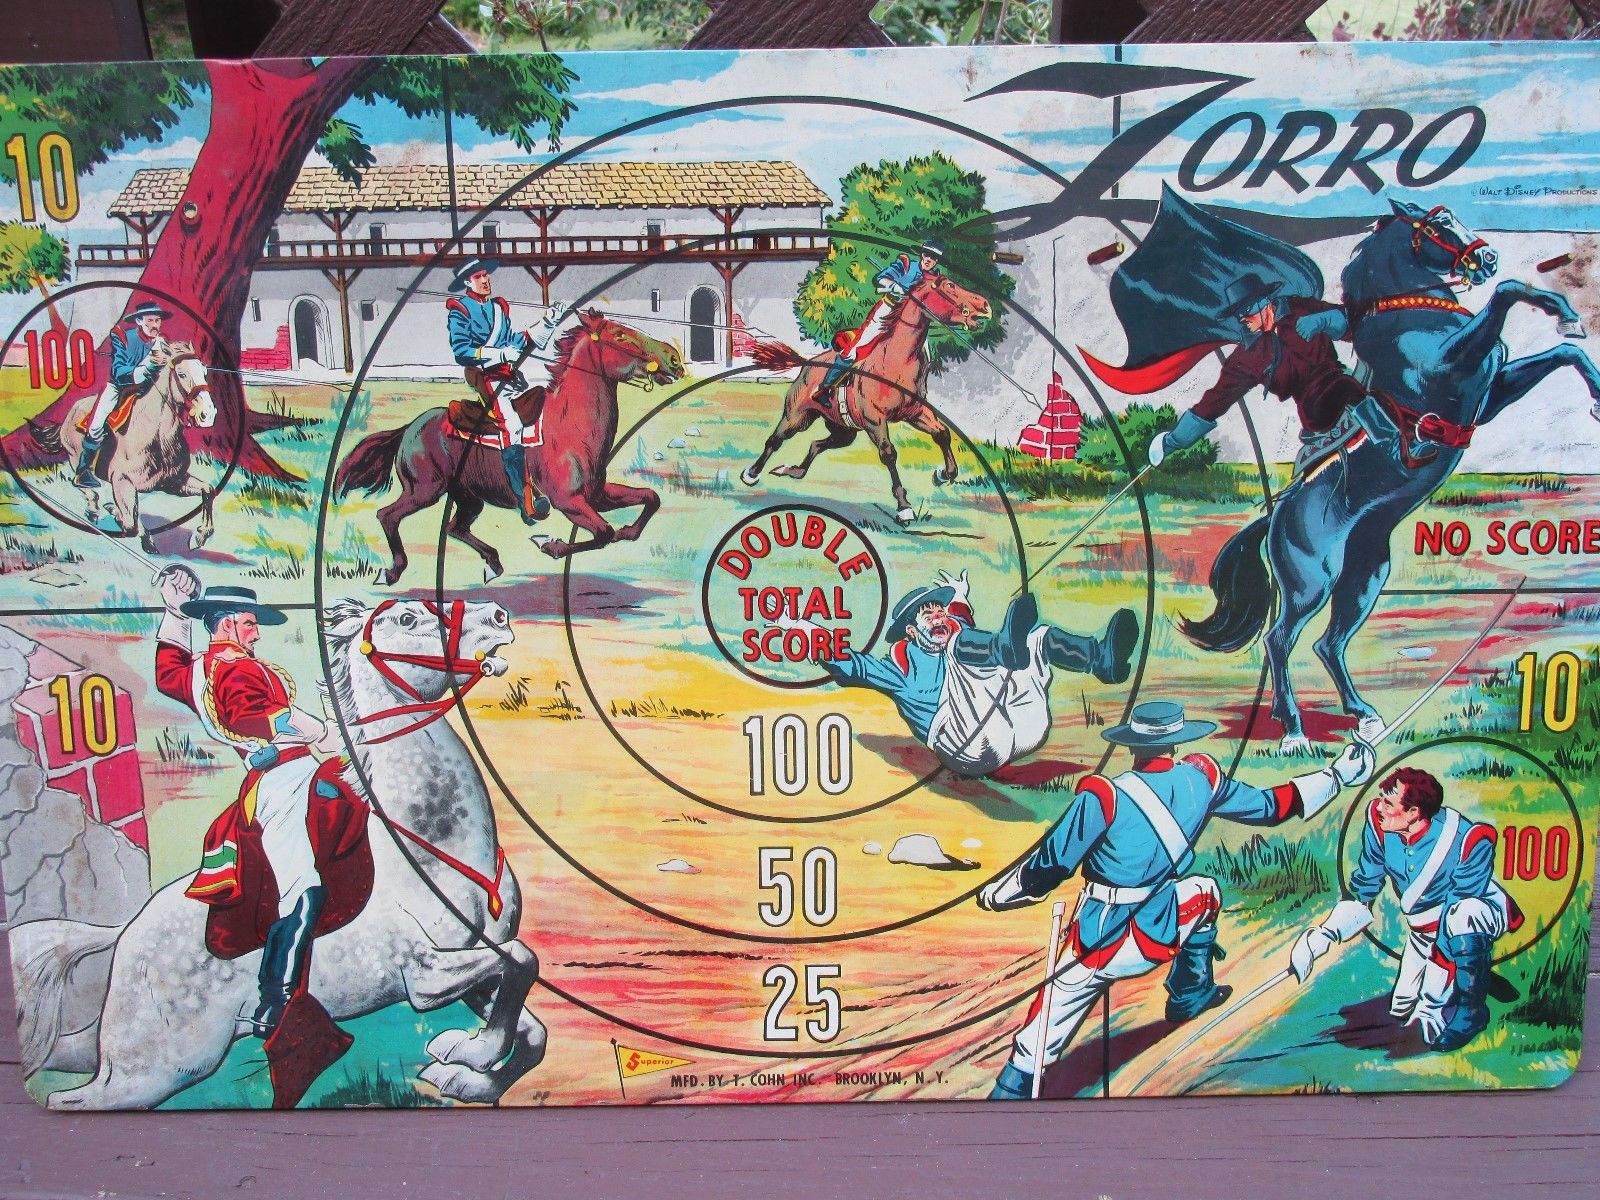 ZORRO
© WALT DISNEY PRODUCTIONS
10
100
DOUBLE
TOTAL
SCORE
NO SCORE
10
10
100
100
50
25
Superior
MFD. BY T. COHN INC. BROOKLYN, N.Y.